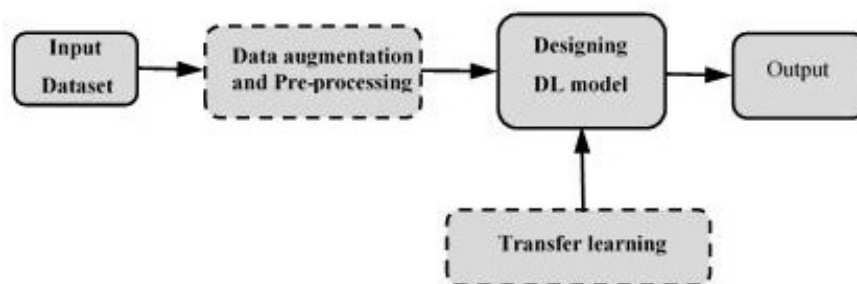 Input
Dataset
Data augmentation
and Pre-processing
Designing
DL model
Output
Transfer learning